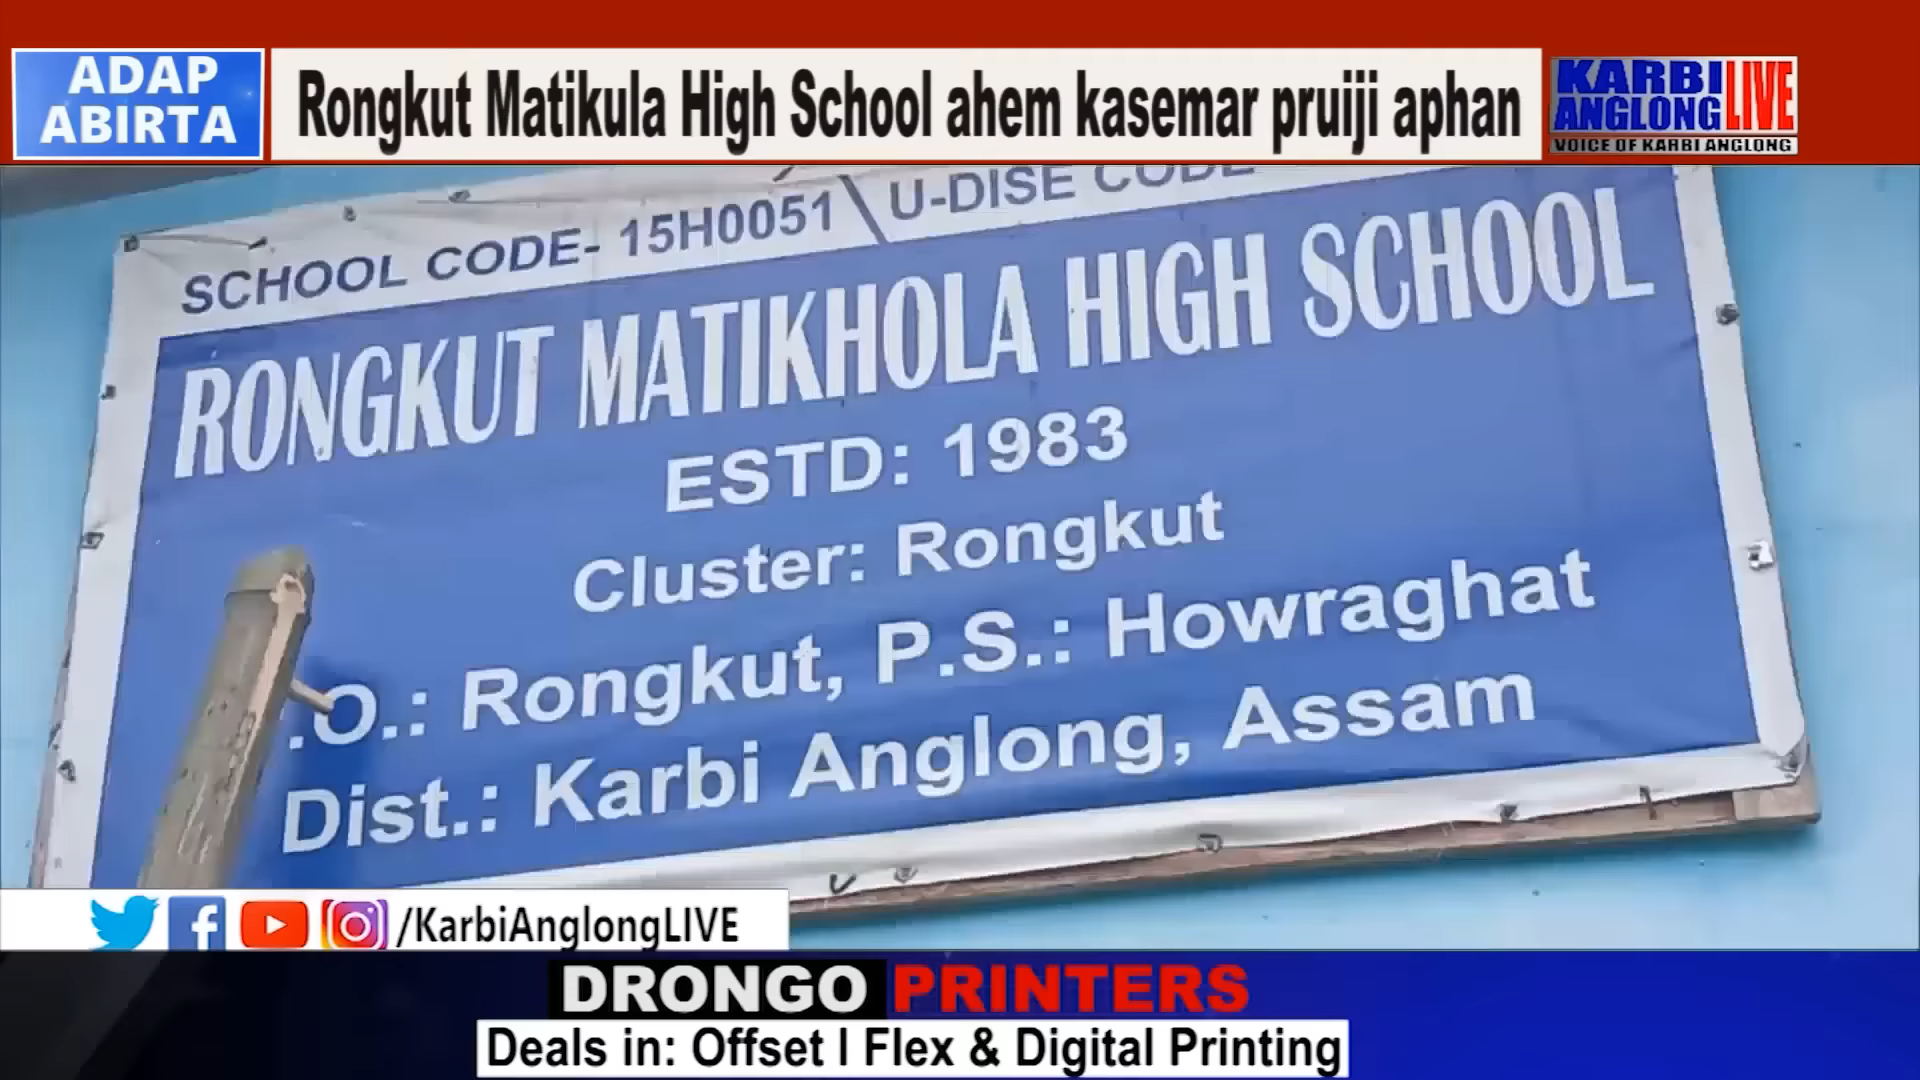 ADAP
ABIRTA
Rongkut Matikula High School ahem kasemar pruiji aphan
KARBI
ANGLONG
LIVE
VOICE OF KARBI ANGLONG
SCHOOL CODE- 15H0051 \ U-DISE CODE
RONGKUT MATIKHOLA HIGH SCHOOL
ESTD: 1983
Cluster: Rongkut
.O.: Rongkut, P.S.: Howraghat
Dist.: Karbi Anglong, Assam
/KarbiAnglongLIVE
DRONGO PRINTERS
Deals in: Offset I Flex & Digital Printing